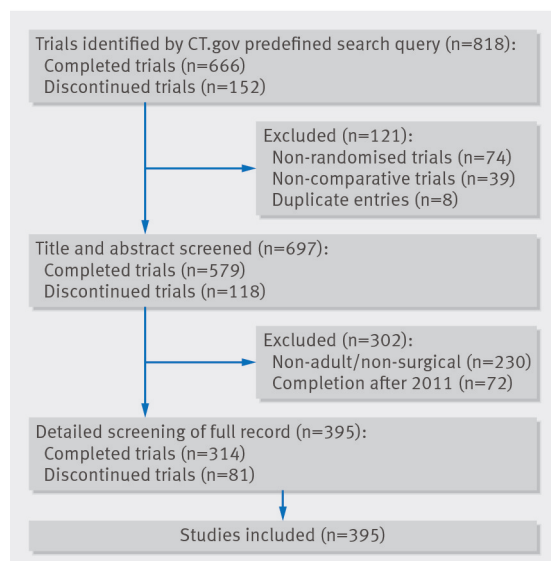 Trials identified by CT.gov predefined search query (n=818):
Completed trials (n=666)
Discontinued trials (n=152)
Excluded (n=121):
Non-randomised trials (n=74)
Non-comparative trials (n=39)
Duplicate entries (n=8)
Title and abstract screened (n=697):
Completed trials (n=579)
Discontinued trials (n=118)
Excluded (n=302):
Non-adult/non-surgical (n=230)
Completion after 2011 (n=72)
Detailed screening of full record (n=395):
Completed trials (n=314)
Discontinued trials (n=81)
Studies included (n=395)